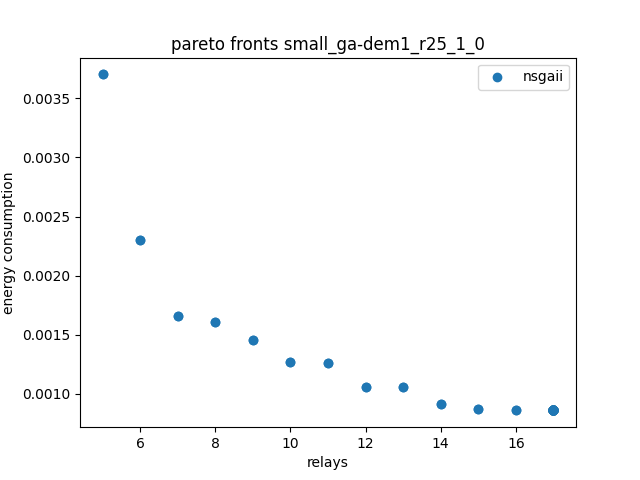 pareto fronts small_ga-dem1_r25_1_0
nsgaii
energy consumption
0.0035
0.0030
0.0025
0.0020
0.0015
0.0010
6 8 10 12 14 16
relays